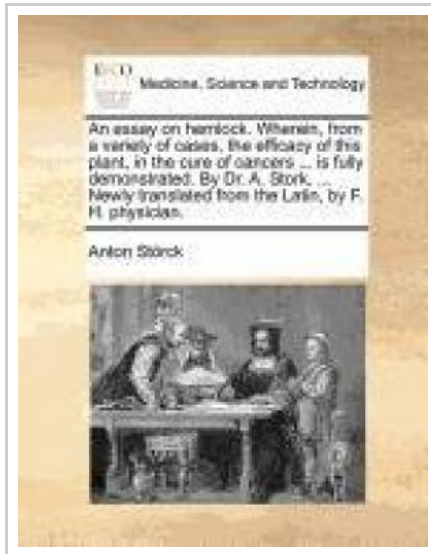 ECCO
Medicine, Science and Technology
An essay on hemlock. Wherein, from
a variety of cases, the efficacy of this
plant, in the cure of cancers ... is fully
demonstrated. By Dr. A. Stork, ...
Newly translated from the Latin, by F.
H. physician.
Anton Störck